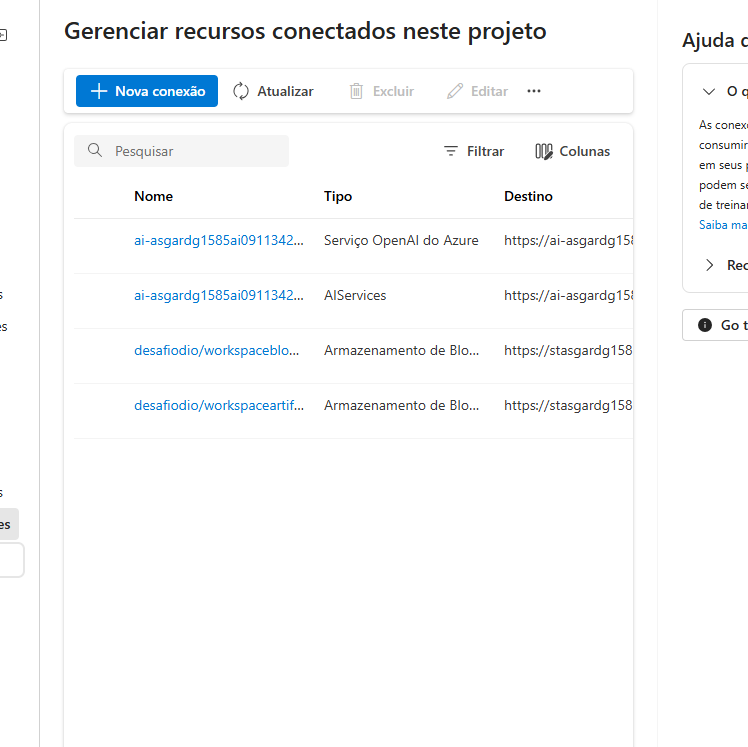 Gerenciar recursos conectados neste projeto
Nova conexão Atualizar Excluir Editar ...
Pesquisar Filtrar Colunas
Nome Tipo Destino
ai-asgardg1585ai0911342... Serviço OpenAI do Azure https://ai-asgardg158
ai-asgardg1585ai0911342... AIServices https://ai-asgardg158
desafiodio/workspaceblo... Armazenamento de Blo... https://stasgardg158
desafiodio/workspaceartif... Armazenamento de Blo... https://stasgardg158
s
es
s
es
Ajuda d
O q
As conexõ
consumir
em seus p
podem se
de treinar
Saiba ma
Rec
Go t